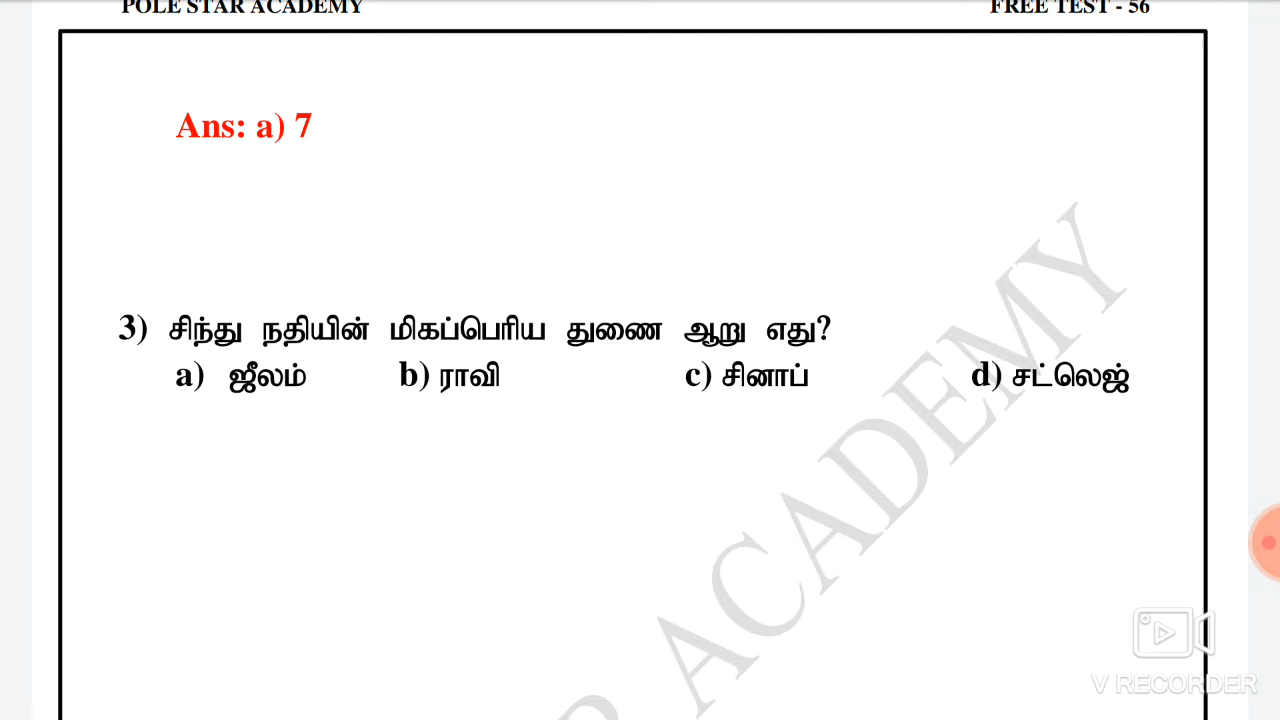 POLE STAR ACADEMY
FREE TEST - 56
Ans: a) 7
3) சிந்து நதியின் மிகப்பெரிய துணை ஆறு எது?
a) ஜீலம் b) ராவி c) சினாப் d) சட்லெஜ்
R ACADEMY
V RECORDER